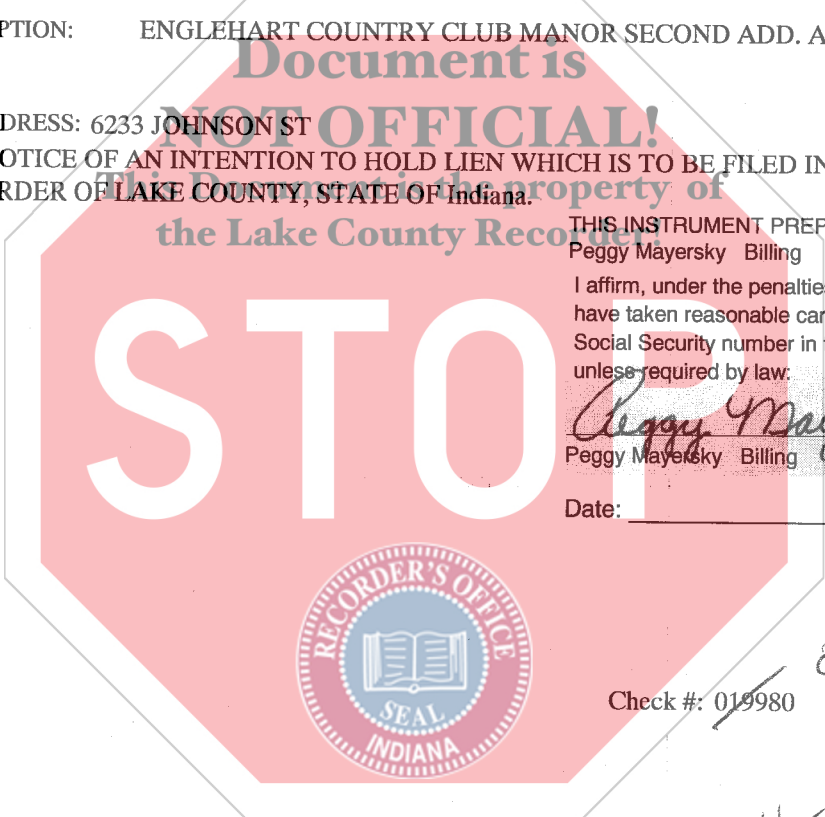 PTION: ENGLEHART COUNTRY CLUB MANOR SECOND ADD. A
Document is
NOT OFFICIAL!
DRESS: 6233 JOHNSON ST
OTICE OF AN INTENTION TO HOLD LIEN WHICH IS TO BE FILED IN
RDER OF LAKE COUNTY, STATE OF Indiana.
This Document is the property of
the Lake County Recorder!
THIS INSTRUMENT PREP
Peggy Mayersky Billing
I affirm, under the penaltie
have taken reasonable car
Social Security number in
unless required by law:
Peggy
Peggy Mayersky Billing
Date:
STOP
RECORDER'S OFFICE
SEAL
INDIANA
Check #: 019980